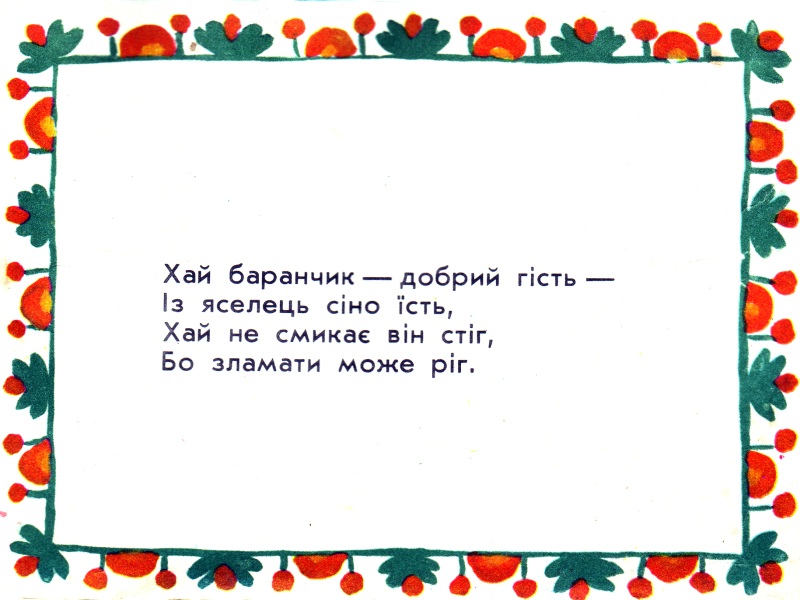 Хай баранчик — добрий гість —
Із яселець сіно їсть,
Хай не смикає він стіг,
Бо зламати може ріг.